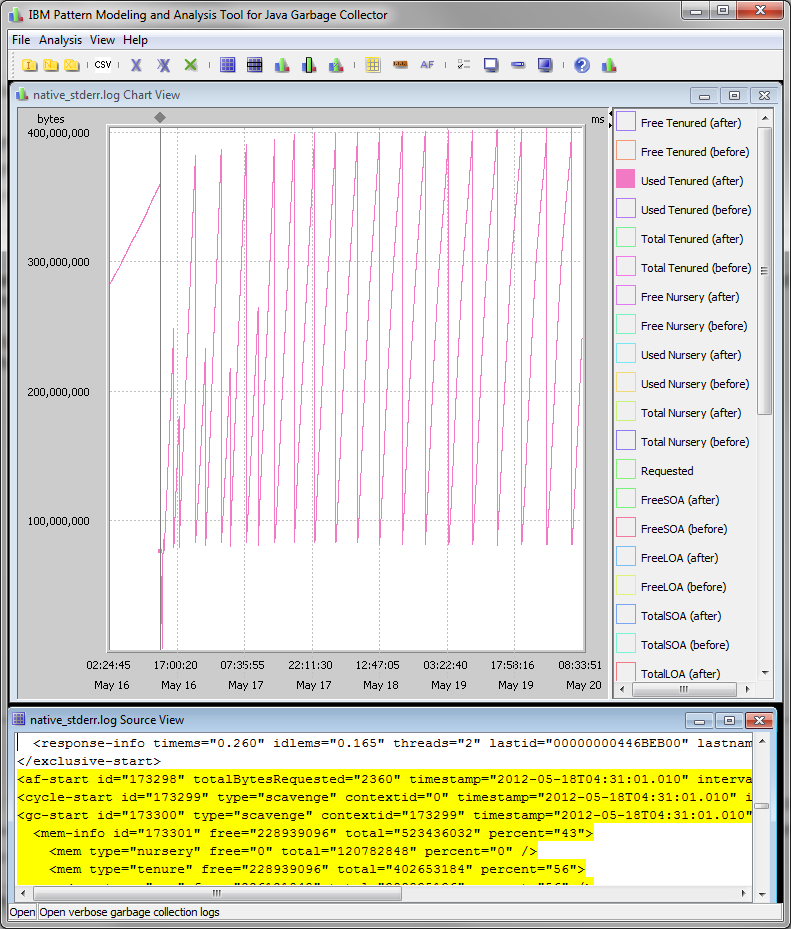 IBM Pattern Modeling and Analysis Tool for Java Garbage Collector
File Analysis View Help
CSV AF
native_stderr.log Chart View
bytes
ms
400,000,000
300,000,000
200,000,000
100,000,000
02:24:45 17:00:20 07:35:55 22:11:30 12:47:05 03:22:40 17:58:16 08:33:51
May 16 May 16 May 17 May 17 May 18 May 19 May 19 May 20
Free Tenured (after)
Free Tenured (before)
Used Tenured (after)
Used Tenured (before)
Total Tenured (after)
Total Tenured (before)
Free Nursery (after)
Free Nursery (before)
Used Nursery (after)
Used Nursery (before)
Total Nursery (after)
Total Nursery (before)
Requested
FreeSOA (after)
FreeSOA (before)
FreeLOA (after)
FreeLOA (before)
TotalSOA (after)
TotalSOA (before)
TotalLOA (after)
native_stderr.log Source View
<response-info timems="0.260" idlems="0.165" threads="2" lastid="00000000446BEB00" lastnam
</exclusive-start>
<af-start id="173298" totalBytesRequested="2360" timestamp="2012-05-18T04:31:01.010" interva
<cycle-start id="173299" type="scavenge" contextid="0" timestamp="2012-05-18T04:31:01.010" i
<gc-start id="173300" type="scavenge" contextid="173299" timestamp="2012-05-18T04:31:01.010"
<mem-info id="173301" free="228939096" total="523436032" percent="43">
<mem type="nursery" free="0" total="120782848" percent="0" />
<mem type="tenure" free="228939096" total="402653184" percent="56">
Open Open verbose garbage collection logs